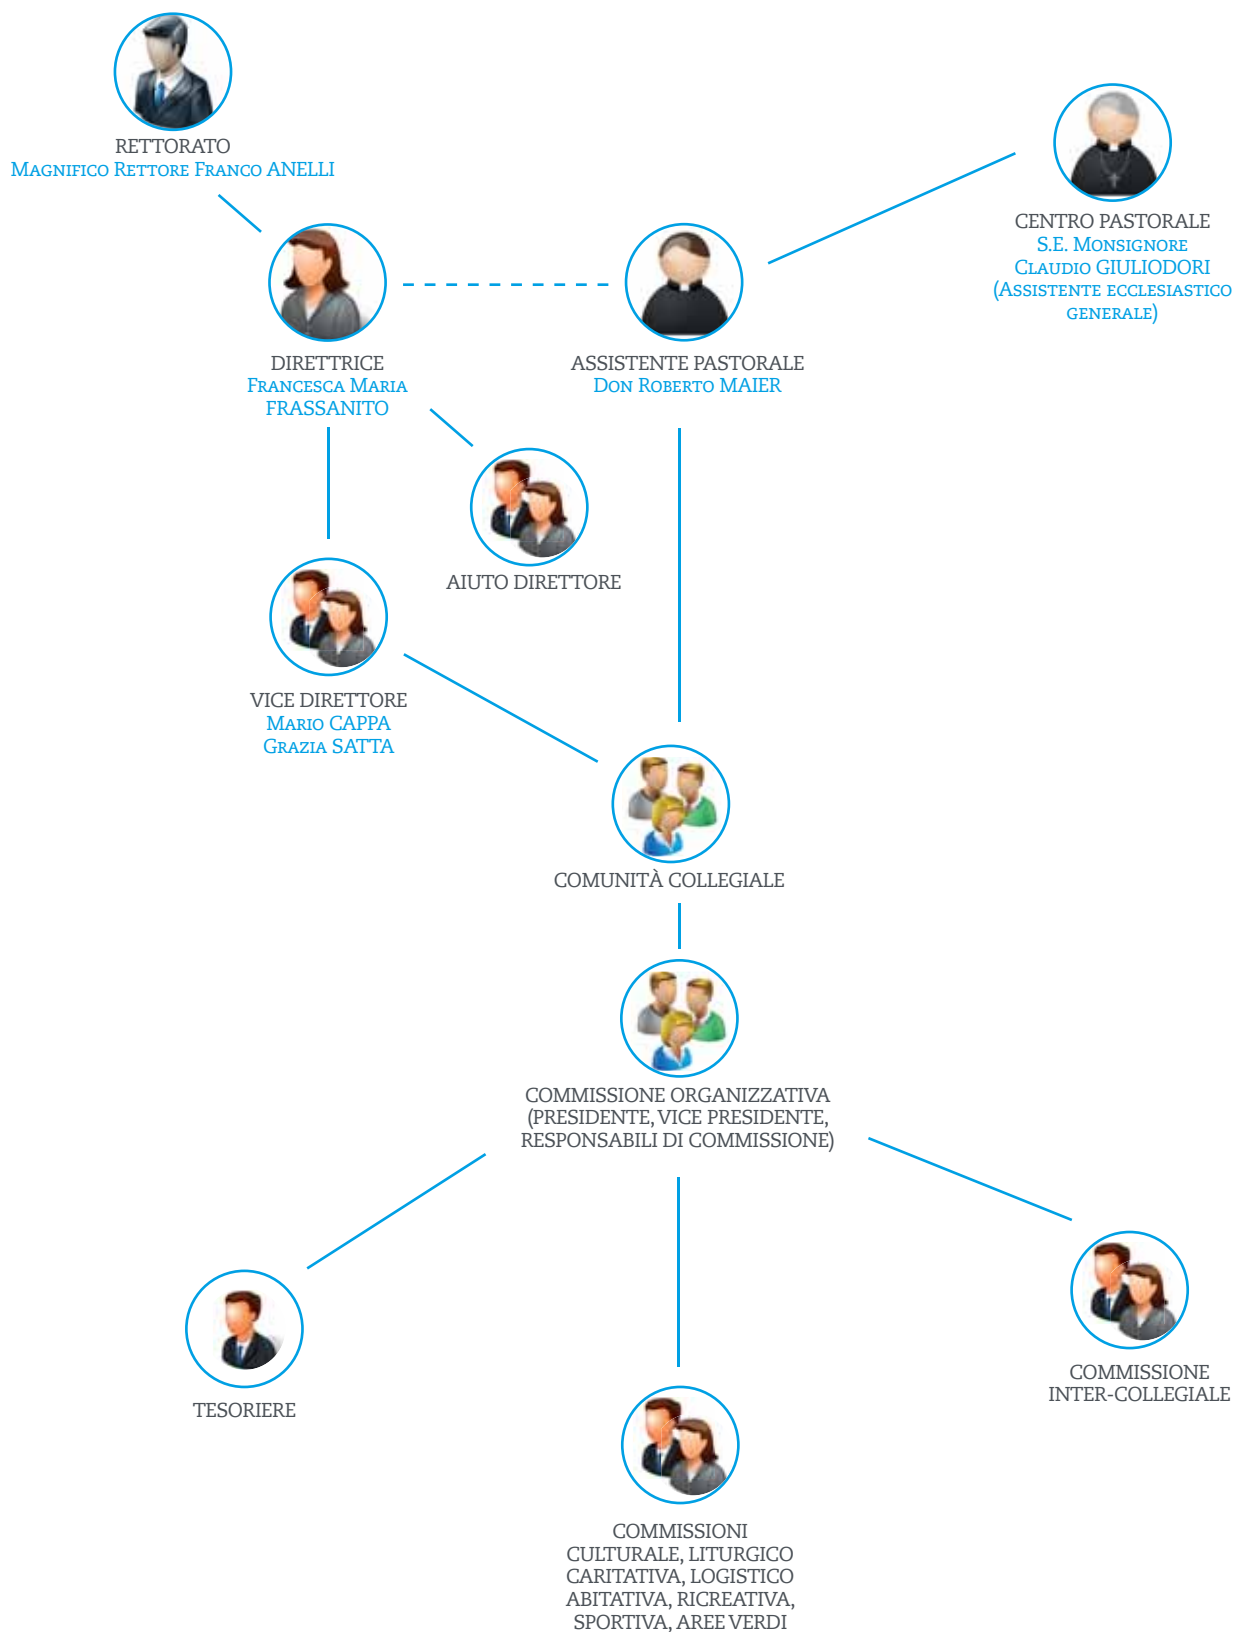 RETTORATO
Magnifico Rettore Franco ANELLI
CENTRO PASTORALE
S.E. Monsignore
Claudio GIULIODORI
(Assistente ecclesiastico
generale)
DIRETTRICE
Francesca Maria
FRASSANITO
ASSISTENTE PASTORALE
Don Roberto MAIER
AIUTO DIRETTORE
VICE DIRETTORE
Mario CAPPA
Grazia SATTA
COMUNITÀ COLLEGIALE
COMMISSIONE ORGANIZZATIVA
(PRESIDENTE, VICE PRESIDENTE,
RESPONSABILI DI COMMISSIONE)
TESORIERE
COMMISSIONE
INTER-COLLEGIALE
COMMISSIONI
CULTURALE, LITURGICO
CARITATIVA, LOGISTICO
ABITATIVA, RICREATIVA,
SPORTIVA, AREE VERDI